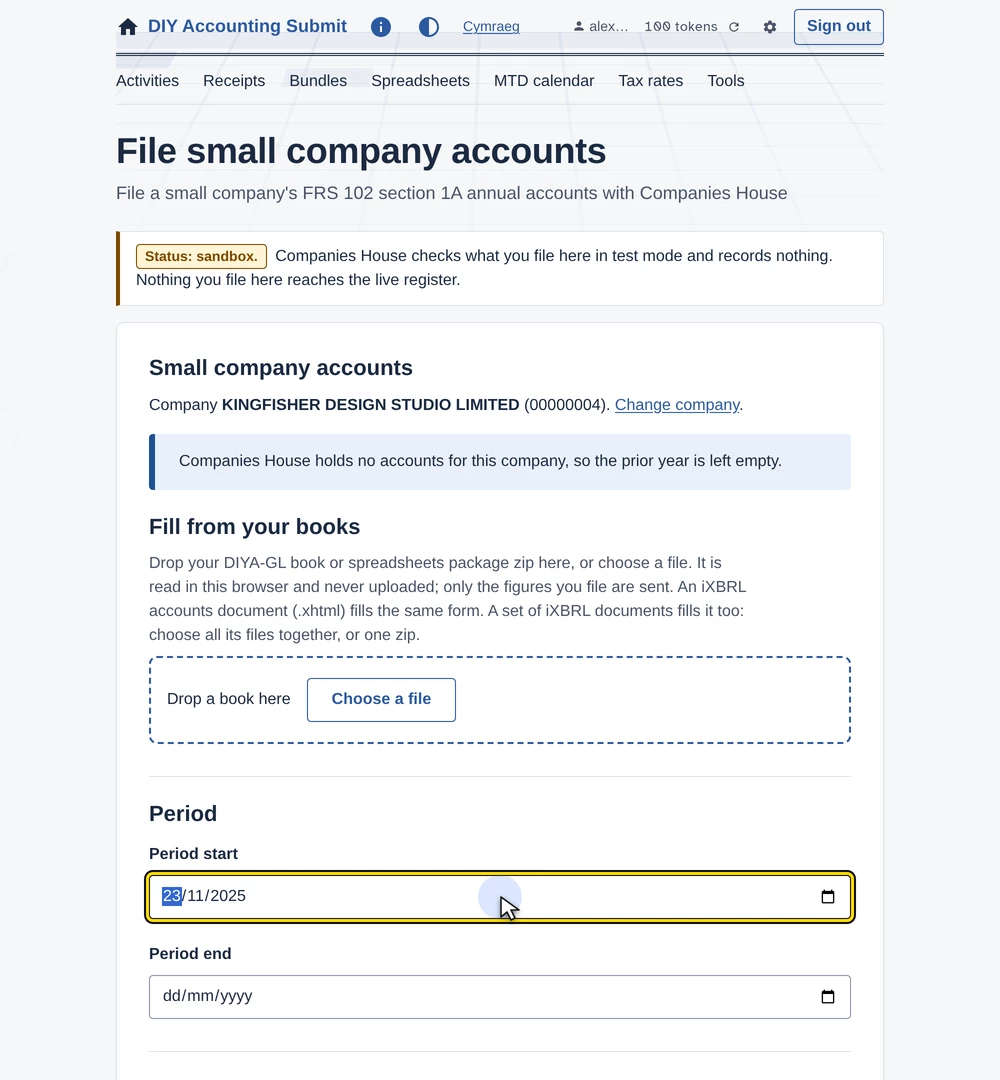 DIY Accounting Submit
Cymraeg
alex...
100 tokens
Sign out
Activities Receipts Bundles Spreadsheets MTD calendar Tax rates Tools
File small company accounts
File a small company's FRS 102 section 1A annual accounts with Companies House
Status: sandbox. Companies House checks what you file here in test mode and records nothing.
Nothing you file here reaches the live register.
Small company accounts
Company KINGFISHER DESIGN STUDIO LIMITED (00000004). Change company.
Companies House holds no accounts for this company, so the prior year is left empty.
Fill from your books
Drop your DIYA-GL book or spreadsheets package zip here, or choose a file. It is
read in this browser and never uploaded; only the figures you file are sent. An iXBRL
accounts document (.xhtml) fills the same form. A set of iXBRL documents fills it too:
choose all its files together, or one zip.
Drop a book here Choose a file
Period
Period start
23/11/2025
Period end
dd/mm/yyyy